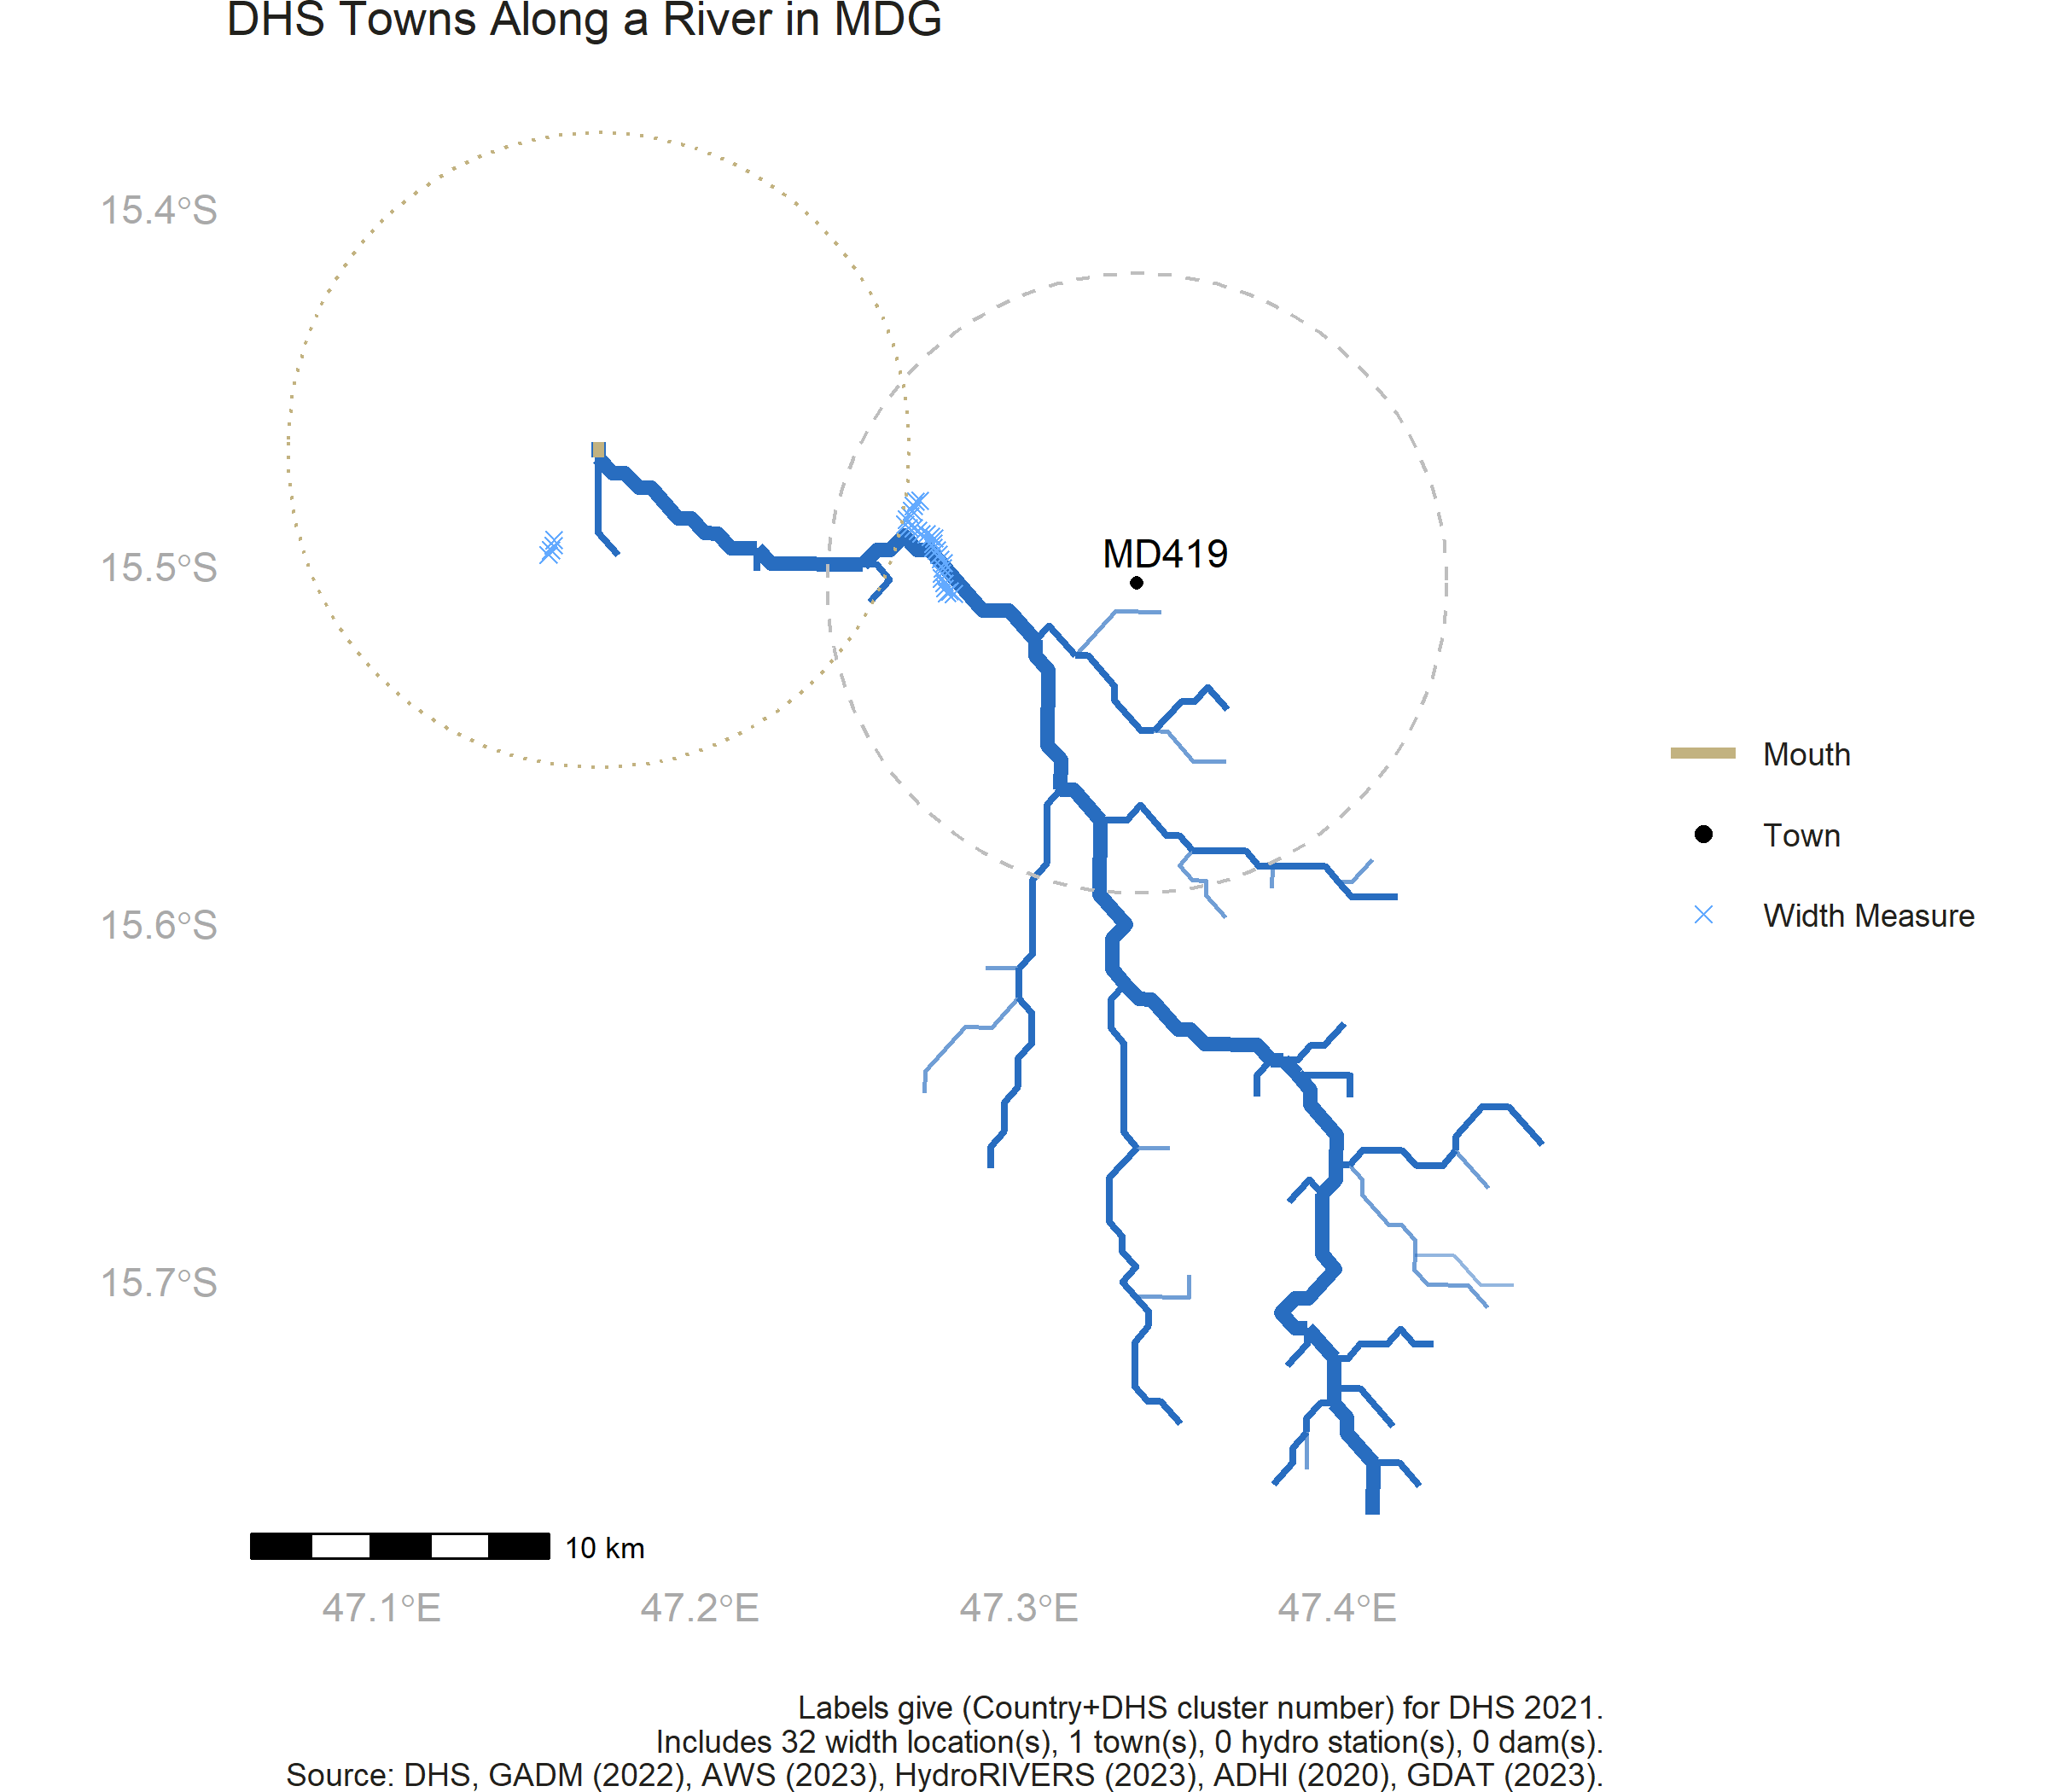 DHS Towns Along a River in MDG
15.4°S
15.5°S
15.6°S
15.7°S
MD419
Mouth
Town
Width Measure
10 km
47.1°E 47.2°E 47.3°E 47.4°E
Labels give (Country+DHS cluster number) for DHS 2021.
Includes 32 width location(s), 1 town(s), 0 hydro station(s), 0 dam(s).
Source: DHS, GADM (2022), AWS (2023), HydroRIVERS (2023), ADHI (2020), GDAT (2023).